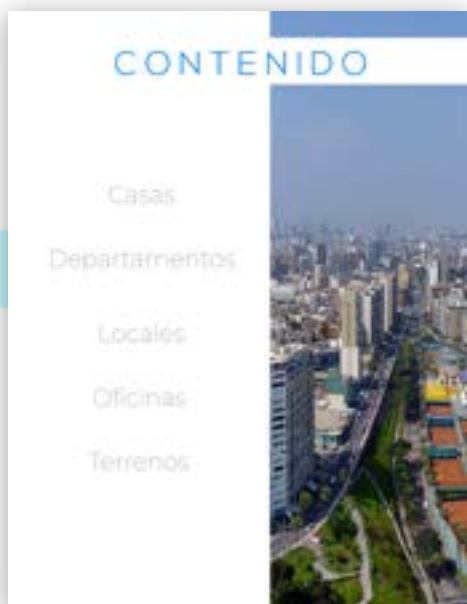 CONTENIDO
Casas
Departamentos
Locales
Oficinas
Terrenos